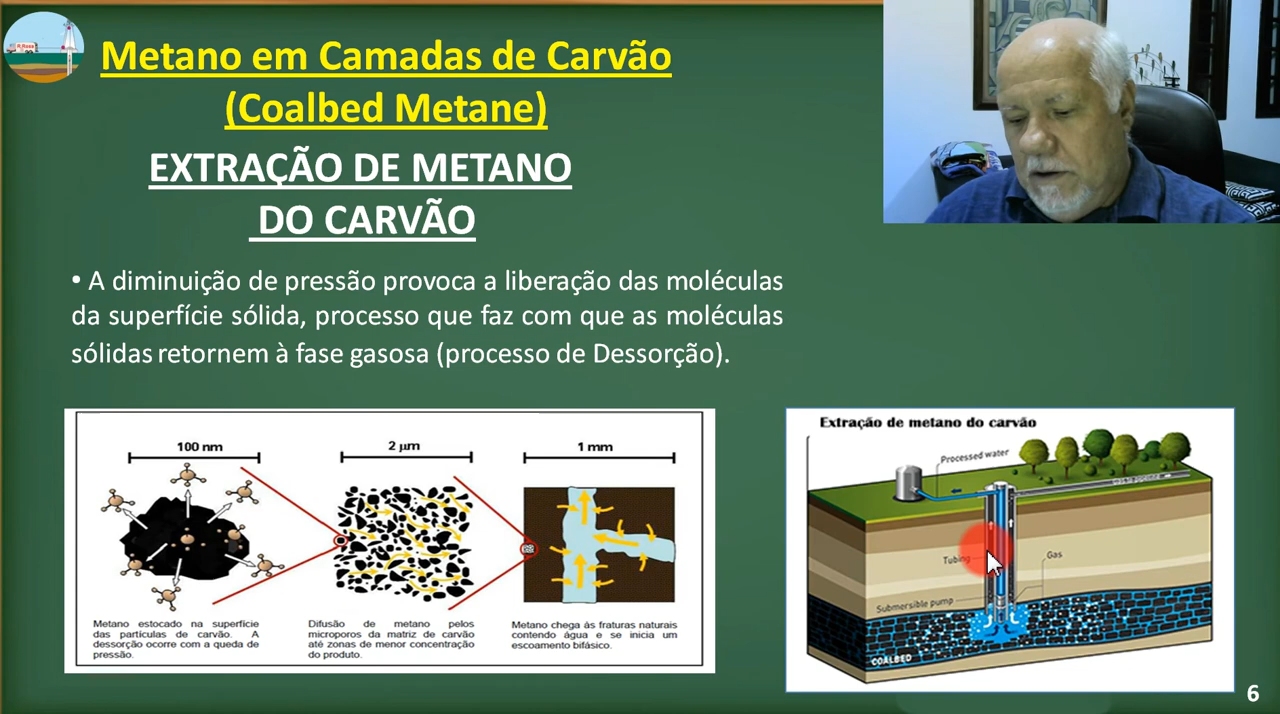 R Ross
Metano em Camadas de Carvão
(Coalbed Metane)
EXTRAÇÃO DE METANO
DO CARVÃO
• A diminuição de pressão provoca a liberação das moléculas
da superfície sólida, processo que faz com que as moléculas
sólidas retornem à fase gasosa (processo de Dessorção).
100 nm
2 µm
1 mm
Metano estocado na superfície
das partículas de carvão. A
dessorção ocorre com a queda de
pressão.
Difusão de metano pelos
microporos da matriz de carvão
até zonas de menor concentração
do produto.
Metano chega às fraturas naturais
contendo água e se inicia um
escoamento bifásico.
Extração de metano do carvão
Processed water
Tubing
Gas
Submersible pump
COALBED
6